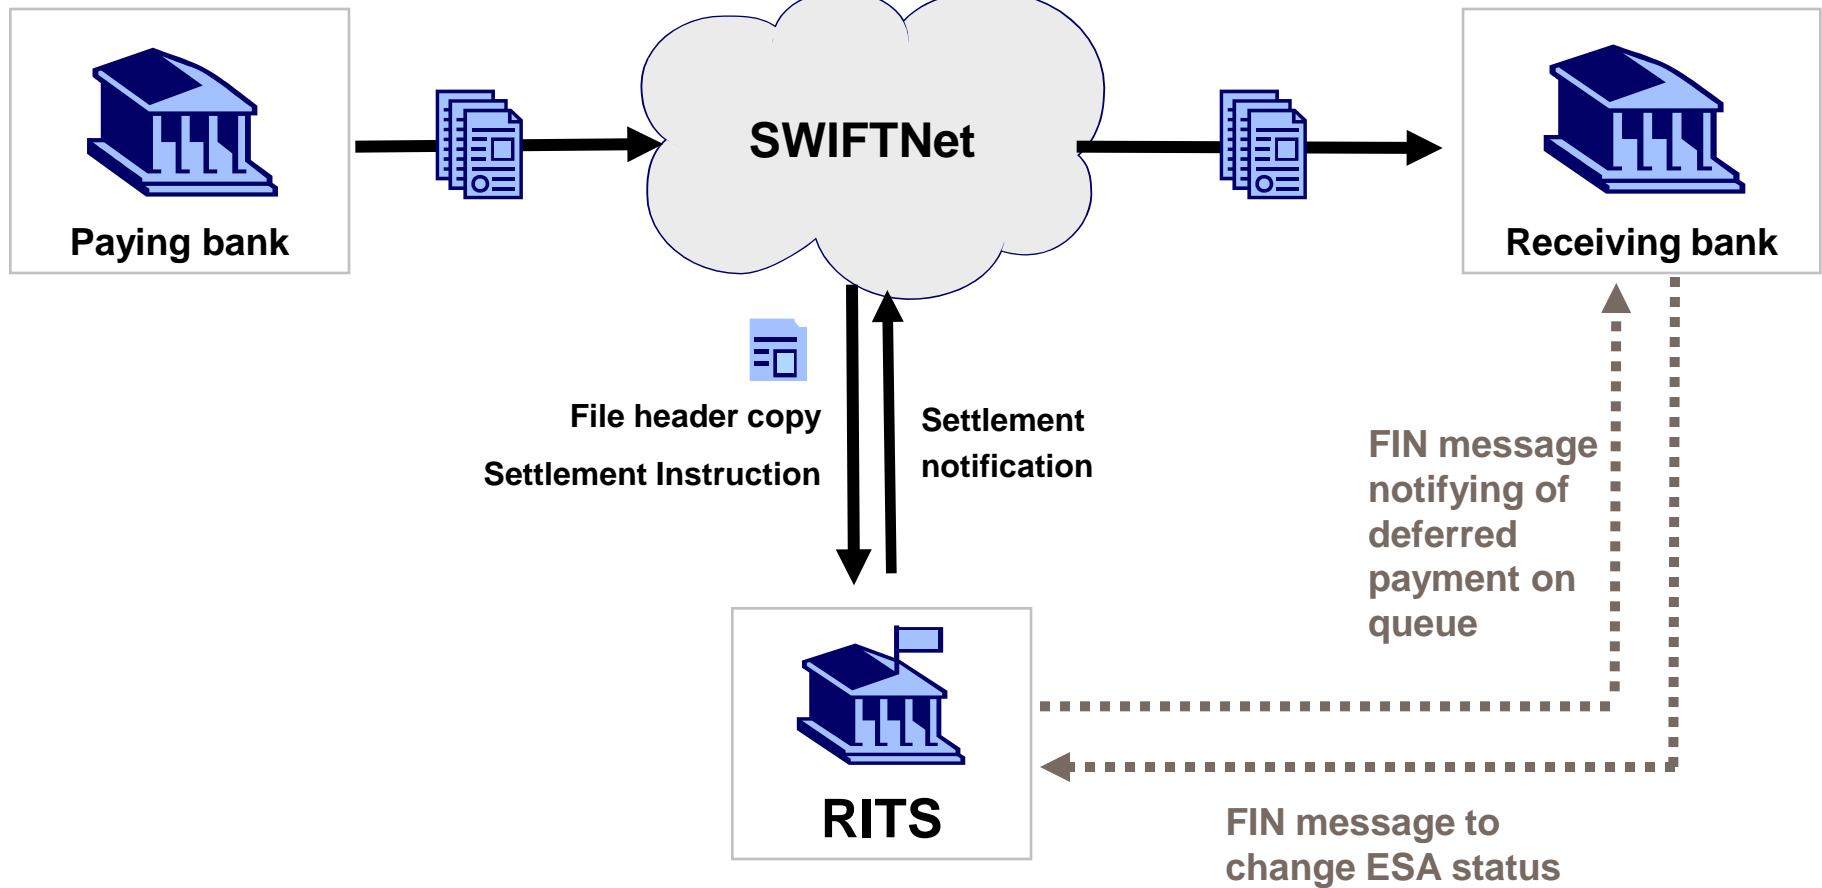 SWIFTNet
Paying bank
Receiving bank
File header copy
Settlement Instruction
Settlement
notification
FIN message
notifying of
deferred
payment on
queue
RITS
FIN message to
change ESA status